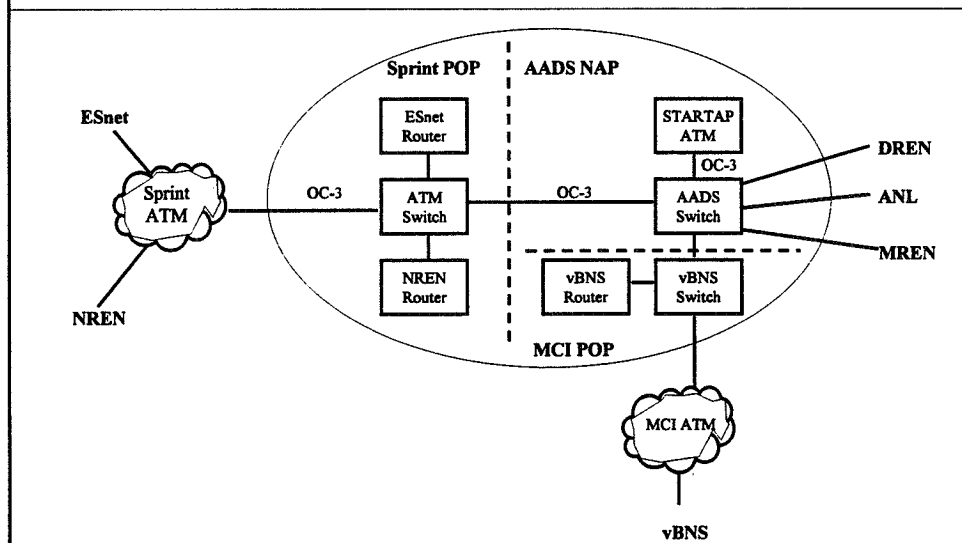 Sprint POP
AADS NAP
ESnet
ESnet
Router
STARTAP
ATM
DREN
OC-3
Sprint
ATM
OC-3
ATM
Switch
OC-3
AADS
Switch
ANL
MREN
NREN
NREN
Router
vBNS
Router
vBNS
Switch
MCI POP
MCI ATM
vBNS